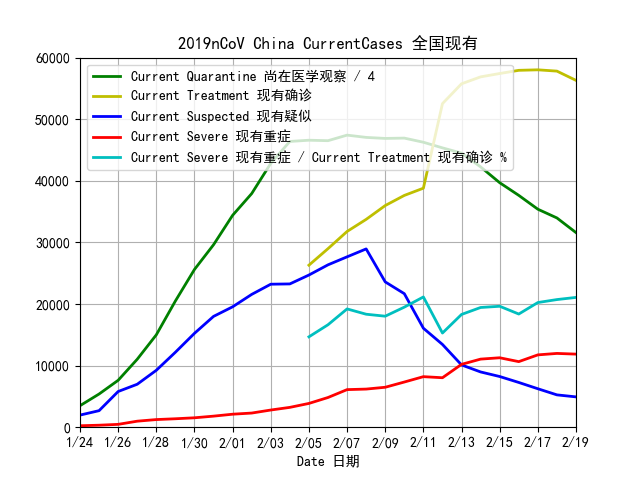 2019nCoV China CurrentCases 全国现有
60000
50000
40000
30000
20000
10000
0
Current Quarantine 尚在医学观察 / 4
Current Treatment 现有确诊
Current Suspected 现有疑似
Current Severe 现有重症
Current Severe 现有重症 / Current Treatment 现有确诊 %
1/24 1/26 1/28 1/30 2/01 2/03 2/05 2/07 2/09 2/11 2/13 2/15 2/17 2/19
Date 日期